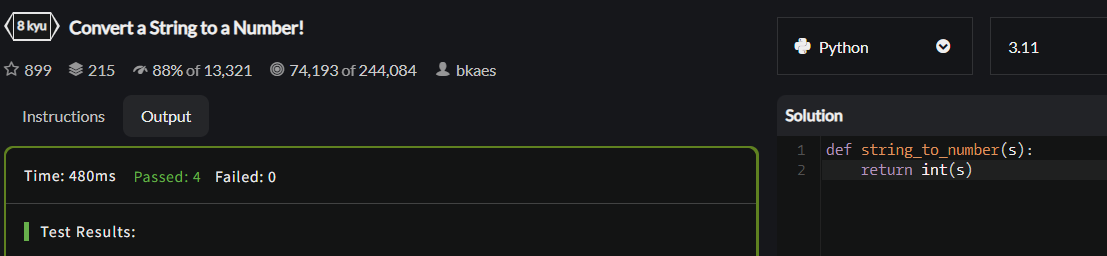 8 kyu Convert a String to a Number!
899 215 88% of 13,321 74,193 of 244,084 bkaes
Instructions Output
Time: 480ms Passed: 4 Failed: 0
Test Results:
Python 3.11
Solution
1 def string_to_number(s):
2 return int(s)